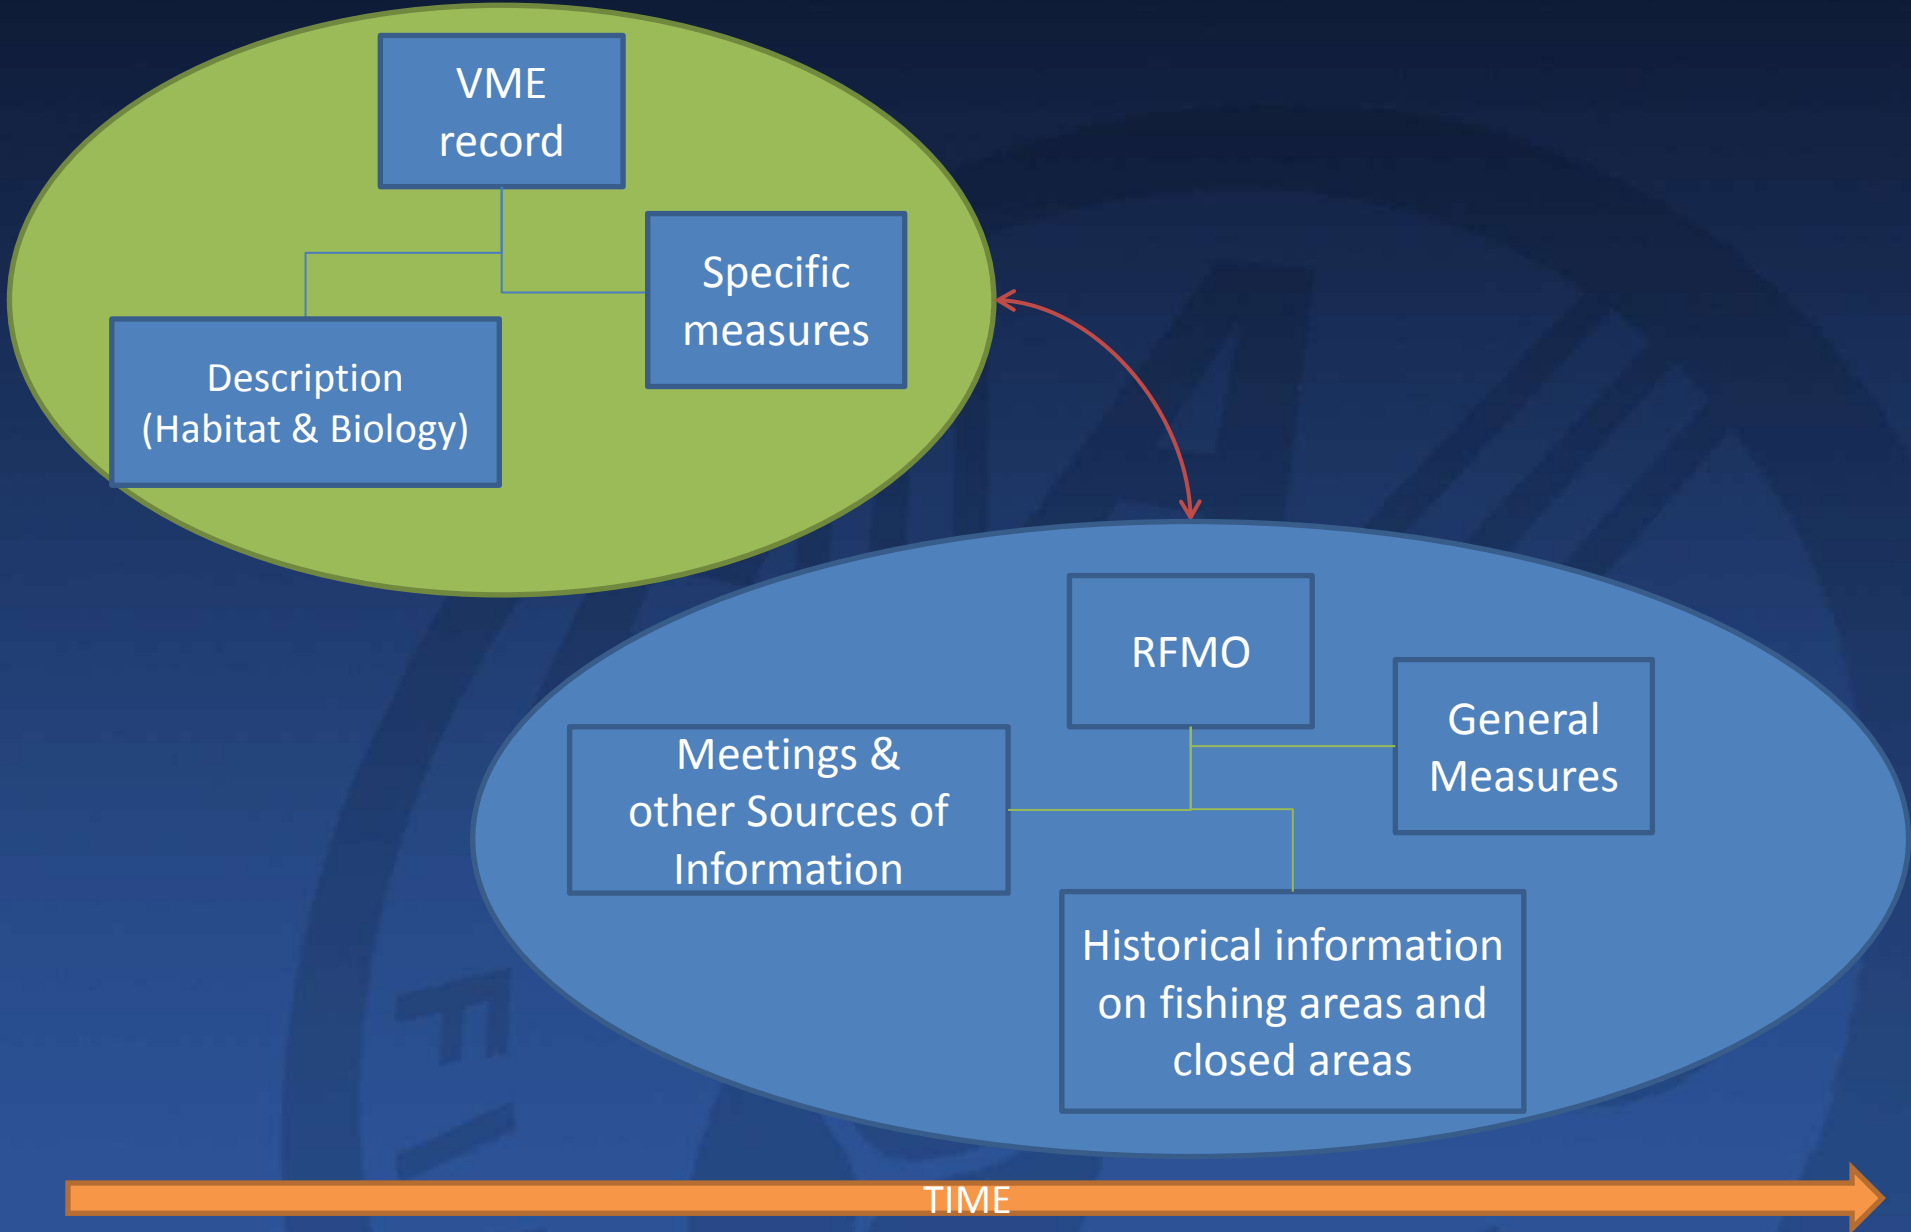 VME
record
Specific
measures
Description
(Habitat & Biology)
RFMO
General
Measures
Meetings &
other Sources of
Information
Historical information
on fishing areas and
closed areas
TIME